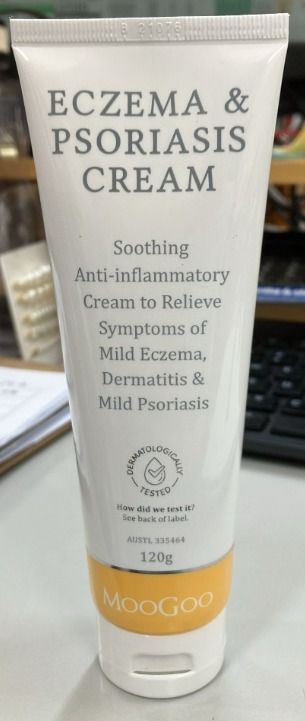 B 21076
ECZEMA &
PSORIASIS
CREAM
Soothing
Anti-inflammatory
Cream to Relieve
Symptoms of
Mild Eczema,
Dermatitis &
Mild Psoriasis
DERMATOLOGICALLY
TESTED
How did we test it?
See back of label.
AUSTL 335464
120g
MOOGOO